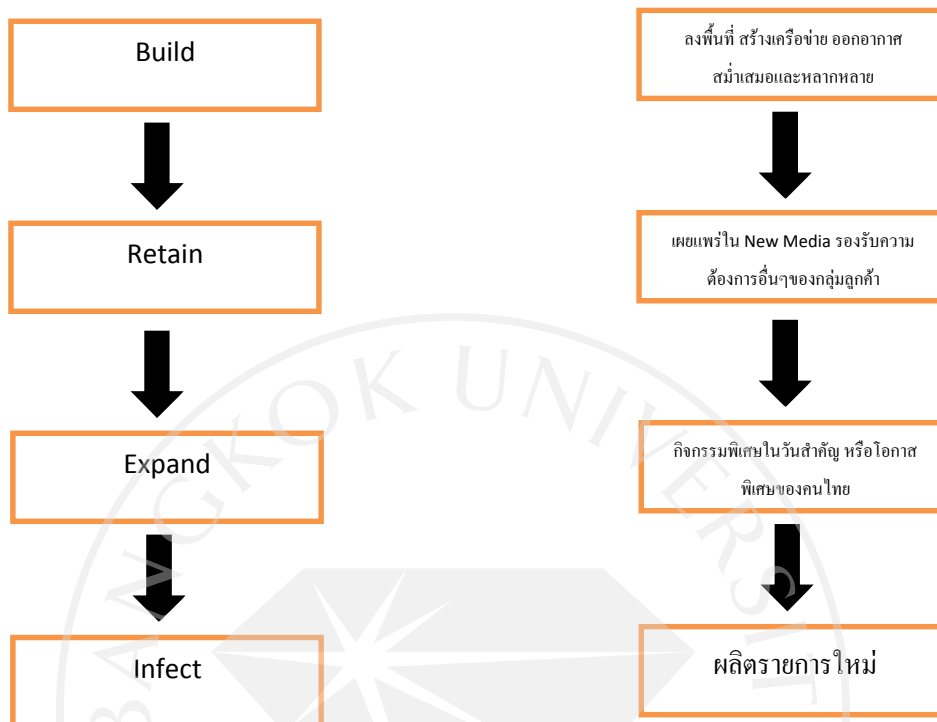 Build
ลงพื้นที่ สร้างเครือข่าย ออกอากาศ
สม่ำเสมอและหลากหลาย
Retain
เผยแพร่ใน New Media รองรับความ
ต้องการอื่นๆของกลุ่มลูกค้า
Expand
กิจกรรมพิเศษในวันสำคัญ หรือโอกาส
พิเศษของคนไทย
Infect
ผลิตรายการใหม่
BANGKOK UNIVERSIT